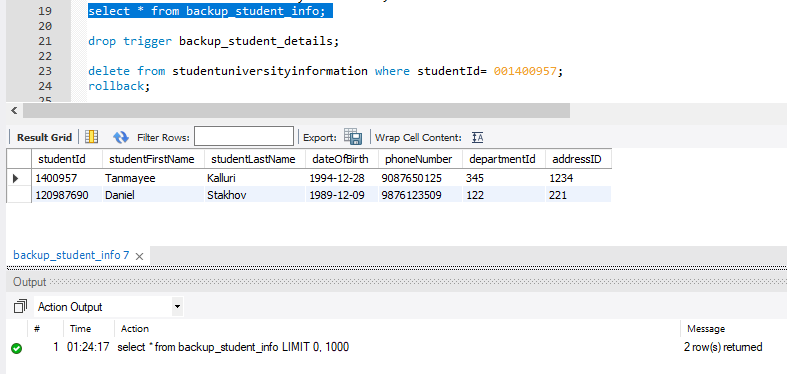 19 select * from backup_student_info;
20
21 drop trigger backup_student_details;
22
23 delete from studentuniversityinformation where studentId= 001400957;
24 rollback;
25
Result Grid Filter Rows: Export: Wrap Cell Content: IA
studentId studentFirstName studentLastName dateOfBirth phoneNumber departmentId addressID
1400957 Tanmayee Kalluri 1994-12-28 9087650125 345 1234
120987690 Daniel Stakhov 1989-12-09 9876123509 122 221
backup_student_info 7 ×
Output
Action Output
# Time Action Message
1 01:24:17 select * from backup_student_info LIMIT 0, 1000 2 row(s) returned